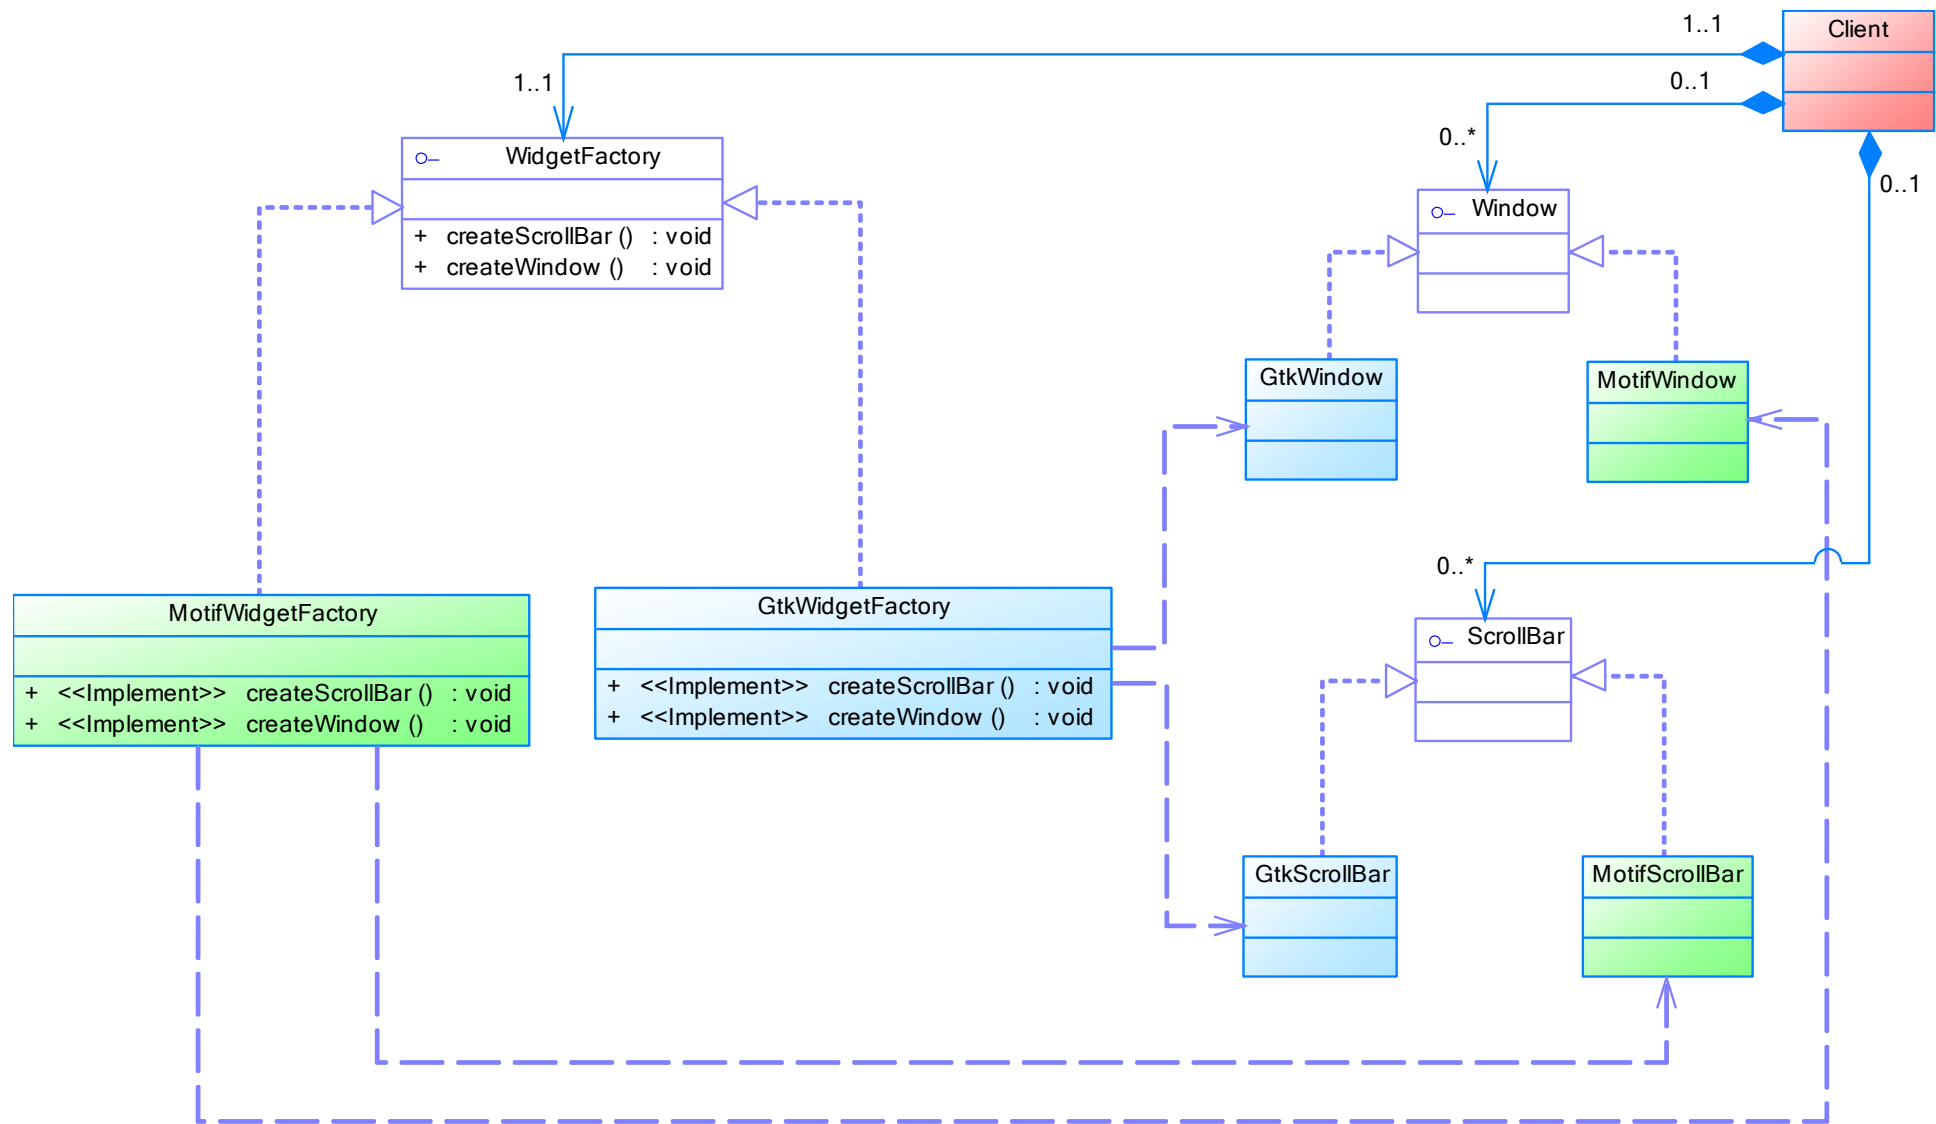 1..1
Client
1..1
0..1
0..*
WidgetFactory
+ createScrollBar () : void
+ createWindow () : void
0..1
Window
GtkWindow
MotifWindow
0..*
MotifWidgetFactory
+ <<Implement>> createScrollBar () : void
+ <<Implement>> createWindow () : void
GtkWidgetFactory
+ <<Implement>> createScrollBar () : void
+ <<Implement>> createWindow () : void
ScrollBar
GtkScrollBar
MotifScrollBar